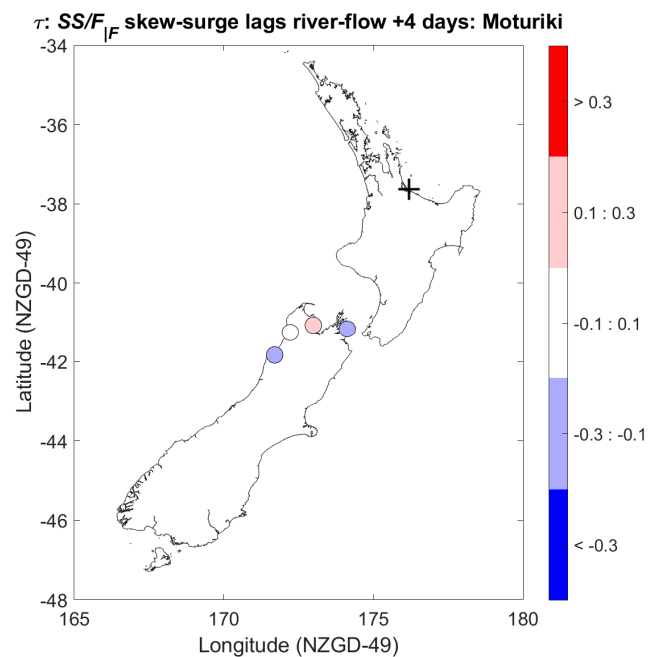 τ: SS/F|F skew-surge lags river-flow +4 days: Moturiki
-34
-36
-38
-40
-42
-44
-46
-48
165
170
175
180
Latitude (NZGD-49)
Longitude (NZGD-49)
> 0.3
0.1 : 0.3
-0.1 : 0.1
-0.3 : -0.1
< -0.3